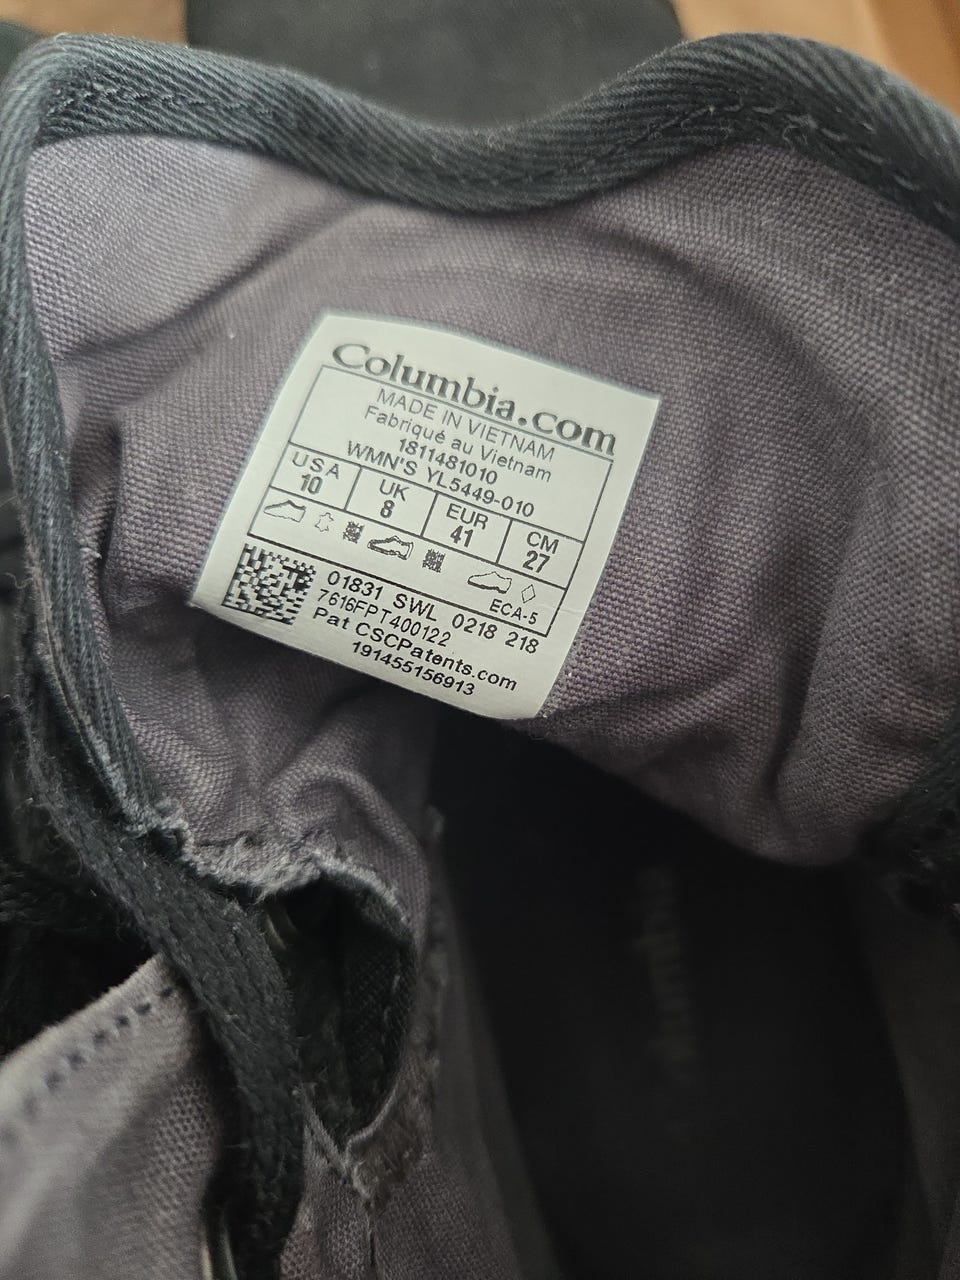 Columbia.com
MADE IN VIETNAM
Fabriqué au Vietnam
1811481010
WMN'S YL5449-010
USA UK EUR CM
10 8 41 27
ECA-5
01831 SWL 0218 218
7616FPT400122
Pat CSCPatents.com
191455156913